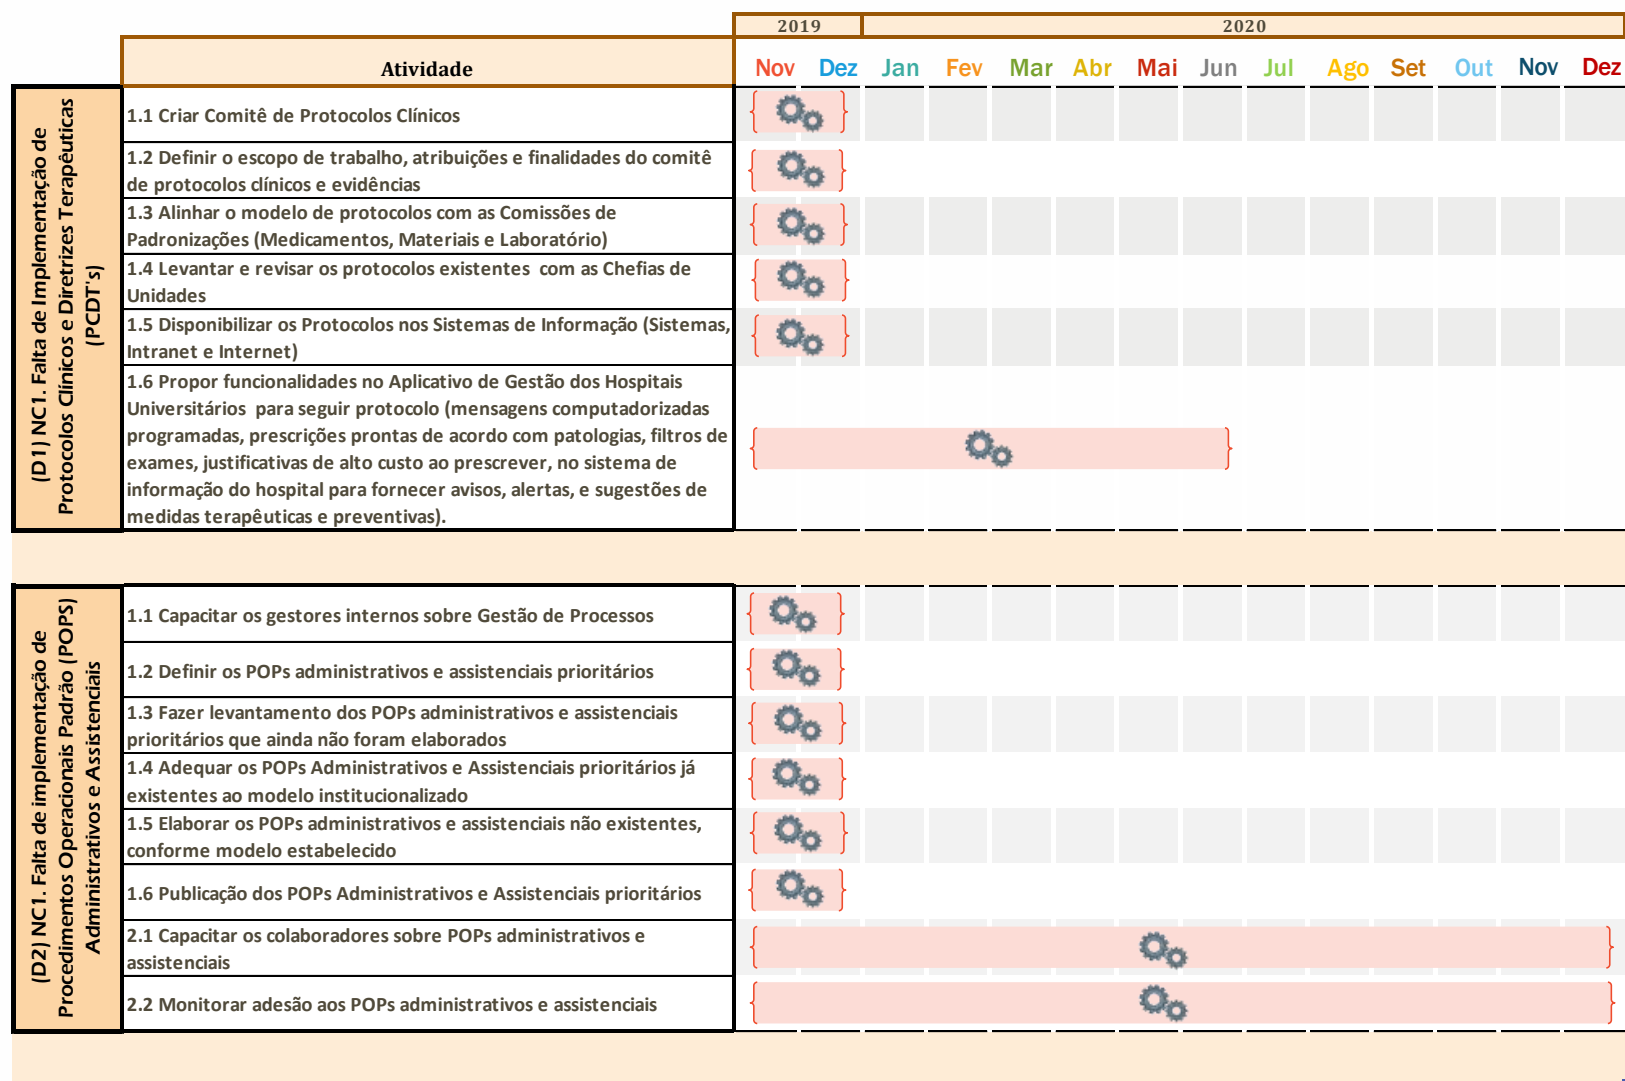 2019 2020
Atividade Nov Dez Jan Fev Mar Abr Mai Jun Jul Ago Set Out Nov Dez
(D1) NC1. Falta de Implementação de
Protocolos Clínicos e Diretrizes Terapêuticas
(PCDT's)
1.1 Criar Comitê de Protocolos Clínicos
1.2 Definir o escopo de trabalho, atribuições e finalidades do comitê
de protocolos clínicos e evidências
1.3 Alinhar o modelo de protocolos com as Comissões de
Padronizações (Medicamentos, Materiais e Laboratório)
1.4 Levantar e revisar os protocolos existentes com as Chefias de
Unidades
1.5 Disponibilizar os Protocolos nos Sistemas de Informação (Sistemas,
Intranet e Internet)
1.6 Propor funcionalidades no Aplicativo de Gestão dos Hospitais
Universitários para seguir protocolo (mensagens computadorizadas
programadas, prescrições prontas de acordo com patologias, filtros de
exames, justificativas de alto custo ao prescrever, no sistema de
informação do hospital para fornecer avisos, alertas, e sugestões de
medidas terapêuticas e preventivas).
(D2) NC1. Falta de implementação de
Procedimentos Operacionais Padrão (POPS)
Administrativos e Assistenciais
1.1 Capacitar os gestores internos sobre Gestão de Processos
1.2 Definir os POPs administrativos e assistenciais prioritários
1.3 Fazer levantamento dos POPs administrativos e assistenciais
prioritários que ainda não foram elaborados
1.4 Adequar os POPs Administrativos e Assistenciais prioritários já
existentes ao modelo institucionalizado
1.5 Elaborar os POPs administrativos e assistenciais não existentes,
conforme modelo estabelecido
1.6 Publicação dos POPs Administrativos e Assistenciais prioritários
2.1 Capacitar os colaboradores sobre POPs administrativos e
assistenciais
2.2 Monitorar adesão aos POPs administrativos e assistenciais